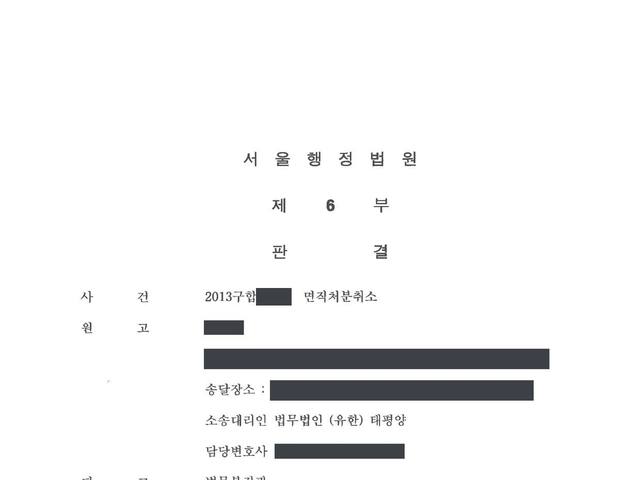 서 울 행 정 법 원
제 6 부
판 결
사 건 2013구합 면직처분취소
원 고
송달장소 :
소송대리인 법무법인 (유한) 태평양
담당변호사